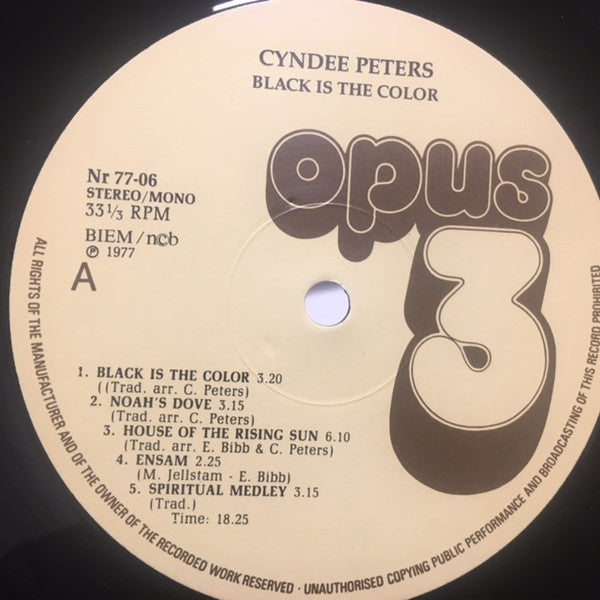 CYNDEE PETERS
BLACK IS THE COLOR
opus
3
Nr 77-06
STEREO/MONO
33 1/3 RPM
BIEM/ncb
℗ 1977
A
1. BLACK IS THE COLOR 3.20
((Trad. arr. C. Peters)
2. NOAH'S DOVE 3.15
(Trad. arr. C. Peters)
3. HOUSE OF THE RISING SUN 6.10
(Trad. arr. E. Bibb & C. Peters)
4. ENSAM 2.25
(M. Jellstam - E. Bibb)
5. SPIRITUAL MEDLEY 3.15
(Trad.)
Time: 18.25
ALL RIGHTS OF THE MANUFACTURER AND OF THE OWNER OF THE RECORDED WORK RESERVED · UNAUTHORISED COPYING PUBLIC PERFORMANCE AND BROADCASTING OF THIS RECORD PROHIBITED